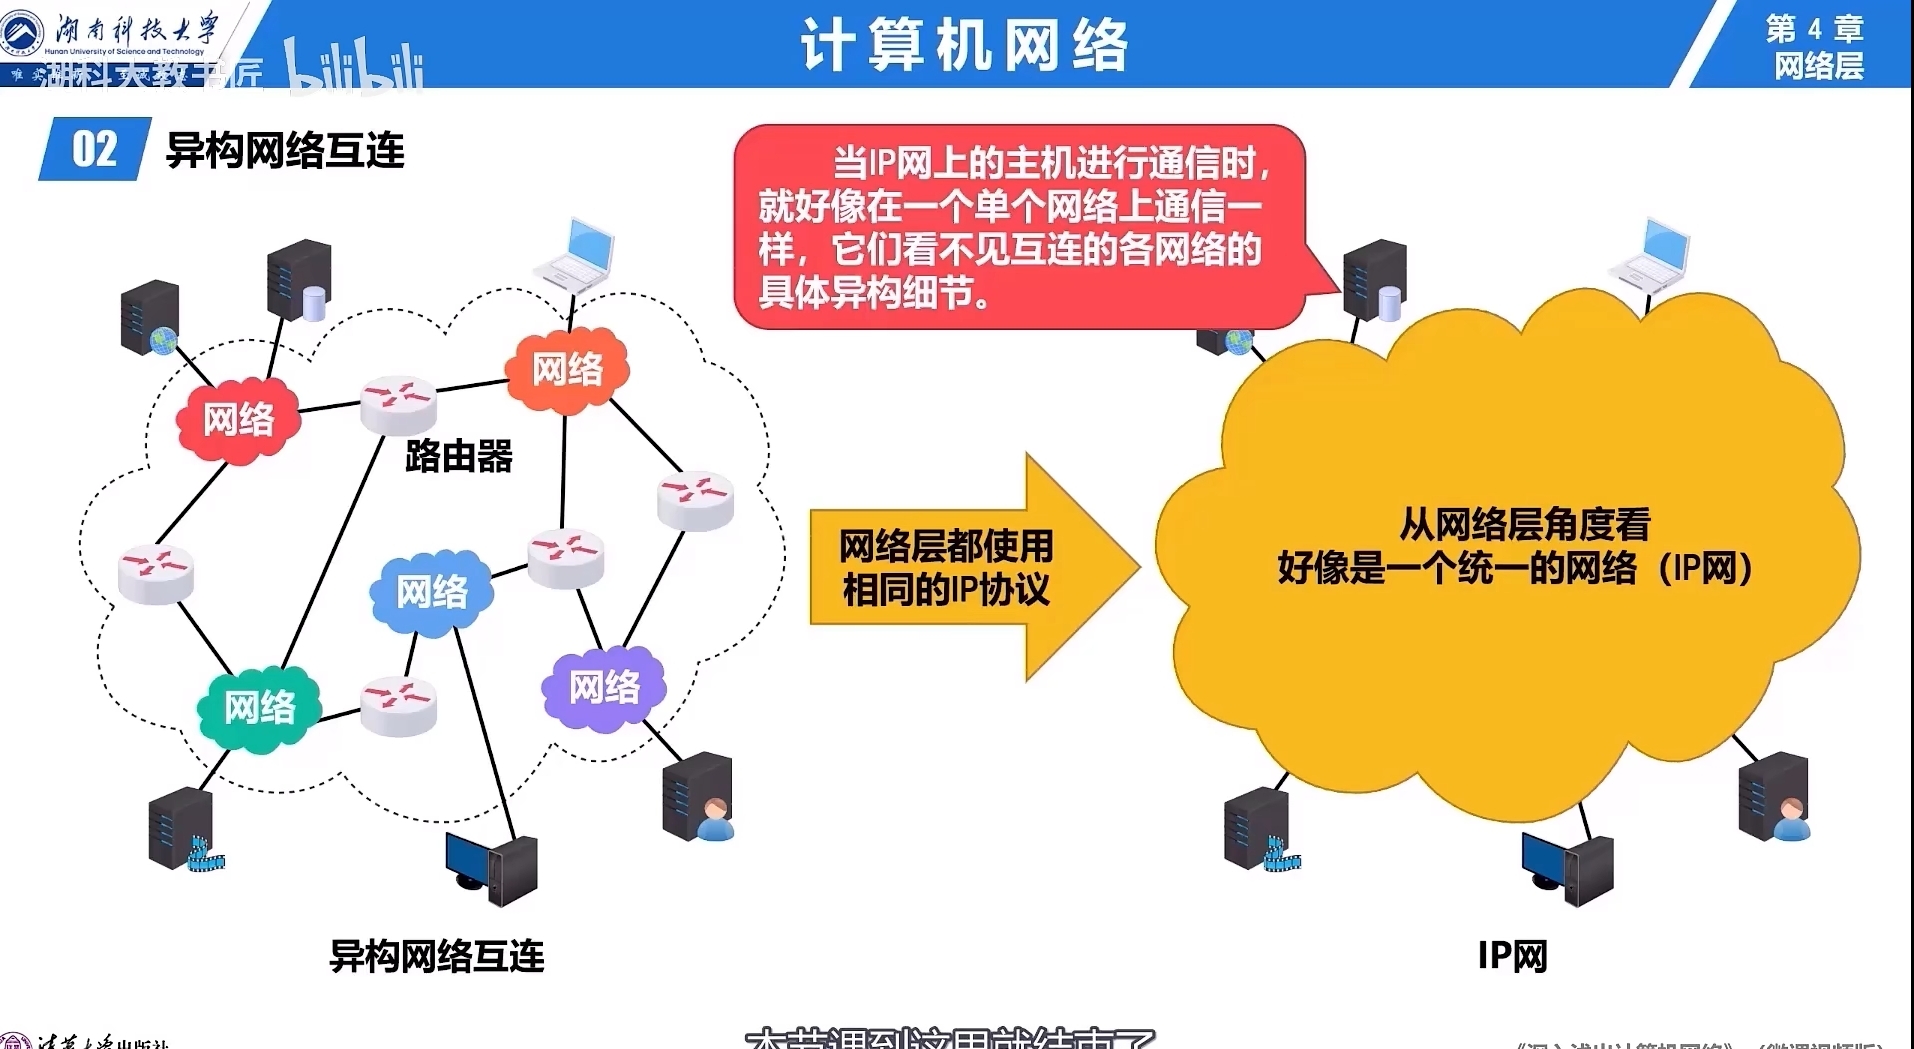 湖南科技大学
Hunan University of Science and Technology
湖科大教书匠 bilibili
计算机网络
第 4 章
网络层
02 异构网络互连
当IP网上的主机进行通信时，
就好像在一个单个网络上通信一
样，它们看不见互连的各网络的
具体异构细节。
网络
网络
路由器
网络
网络
网络
网络层都使用
相同的IP协议
从网络层角度看
好像是一个统一的网络（IP网）
异构网络互连
IP网
清华大学出版社
本节课到这里就结束了
《深入浅出计算机网络》（微课视频版）